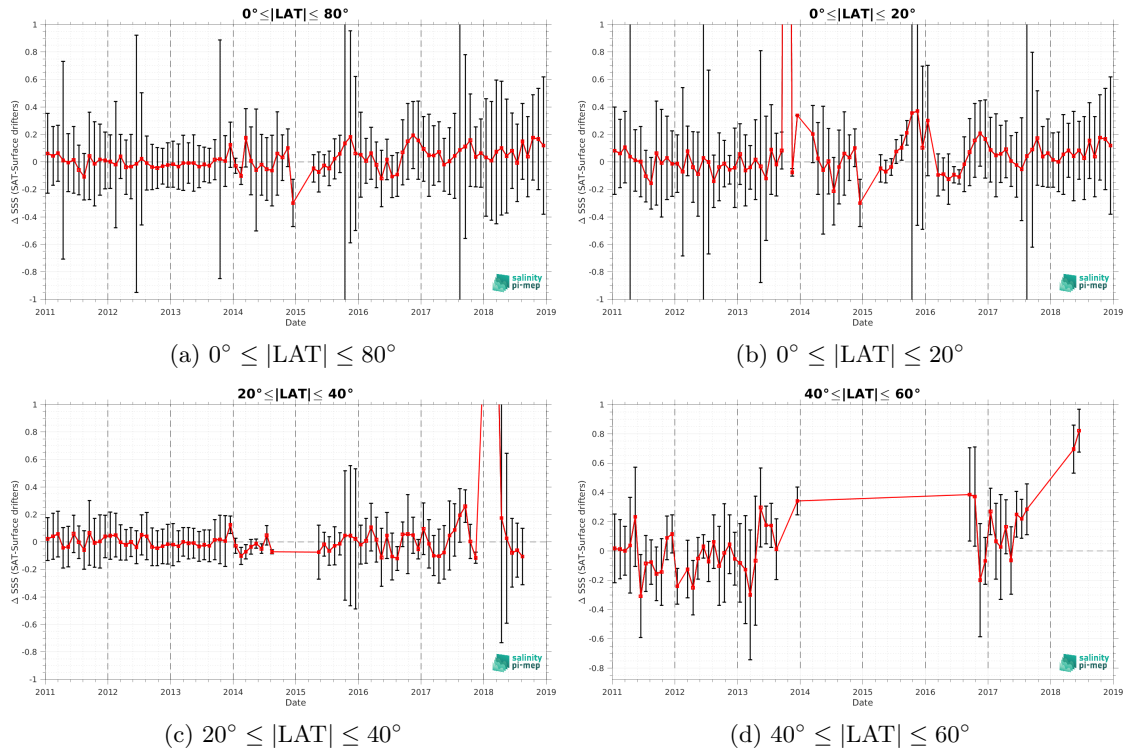 0°≤|LAT|≤ 80°
Δ SSS (SAT-Surface drifters)
1
0.8
0.6
0.4
0.2
0
-0.2
-0.4
-0.6
-0.8
-1
salinity
pi-mep
2011 2012 2013 2014 2015 2016 2017 2018 2019
Date
(a) 0° ≤ |LAT| ≤ 80°
0°≤|LAT|≤ 20°
Δ SSS (SAT-Surface drifters)
1
0.8
0.6
0.4
0.2
0
-0.2
-0.4
-0.6
-0.8
-1
salinity
pi-mep
2011 2012 2013 2014 2015 2016 2017 2018 2019
Date
(b) 0° ≤ |LAT| ≤ 20°
20°≤|LAT|≤ 40°
Δ SSS (SAT-Surface drifters)
1
0.8
0.6
0.4
0.2
0
-0.2
-0.4
-0.6
-0.8
-1
salinity
pi-mep
2011 2012 2013 2014 2015 2016 2017 2018 2019
Date
(c) 20° ≤ |LAT| ≤ 40°
40°≤|LAT|≤ 60°
Δ SSS (SAT-Surface drifters)
1
0.8
0.6
0.4
0.2
0
-0.2
-0.4
-0.6
-0.8
salinity
pi-mep
2011 2012 2013 2014 2015 2016 2017 2018 2019
Date
(d) 40° ≤ |LAT| ≤ 60°